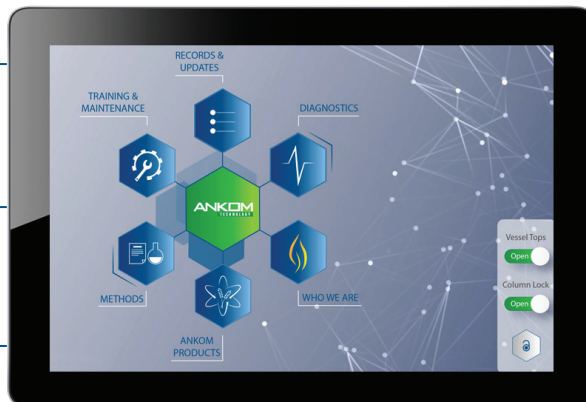 RECORDS &
UPDATES
TRAINING &
MAINTENANCE
DIAGNOSTICS
ANKOM
TECHNOLOGY
Vessel Tops
Open
Column Lock
Open
METHODS
WHO WE ARE
ANKOM
PRODUCTS